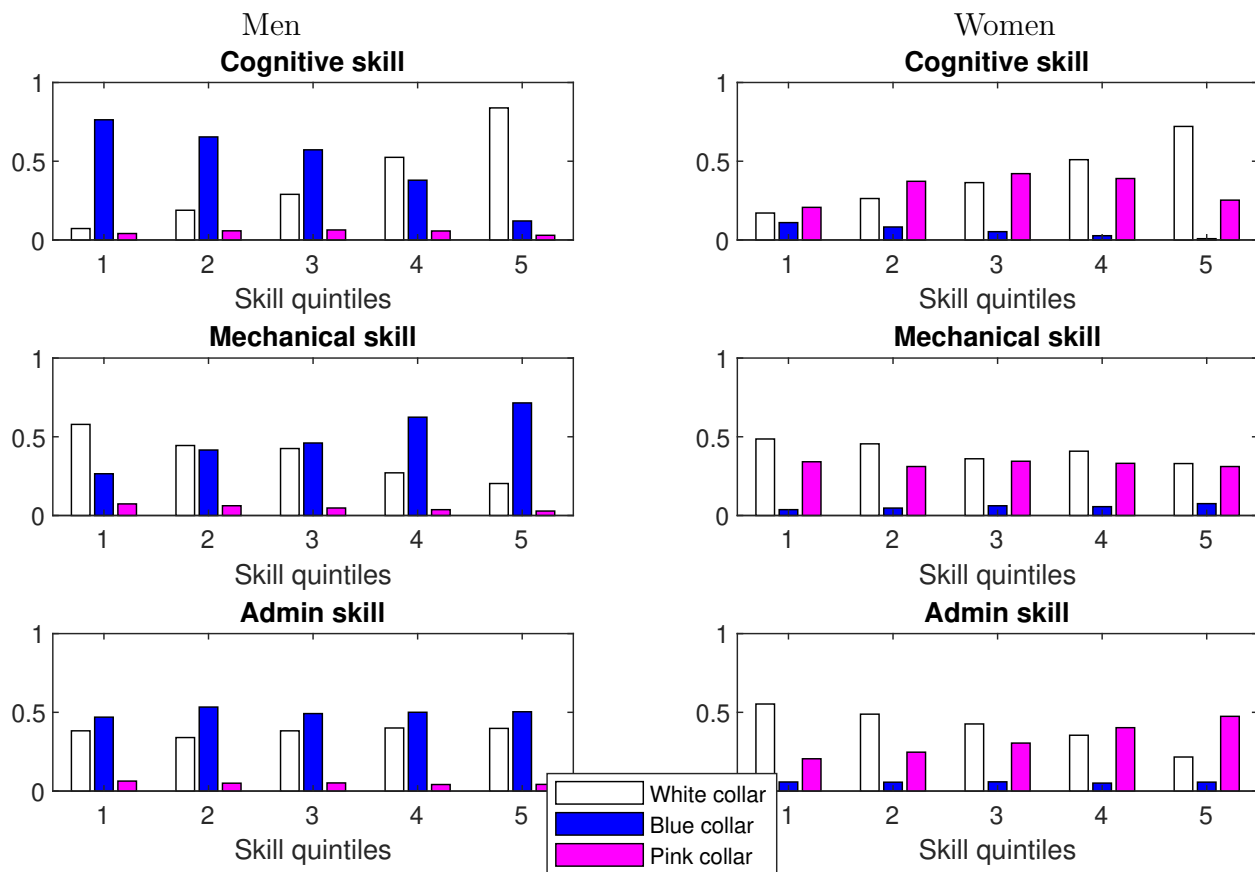 Men
Women
Cognitive skill
Cognitive skill
1
0.5
0
1 2 3 4 5
Skill quintiles
1
0.5
0
1 2 3 4 5
Skill quintiles
Mechanical skill
Mechanical skill
1
0.5
0
1 2 3 4 5
Skill quintiles
1
0.5
0
1 2 3 4 5
Skill quintiles
Admin skill
Admin skill
1
0.5
0
1 2 3 4 5
Skill quintiles
1
0.5
0
1 2 3 4 5
Skill quintiles
White collar
Blue collar
Pink collar